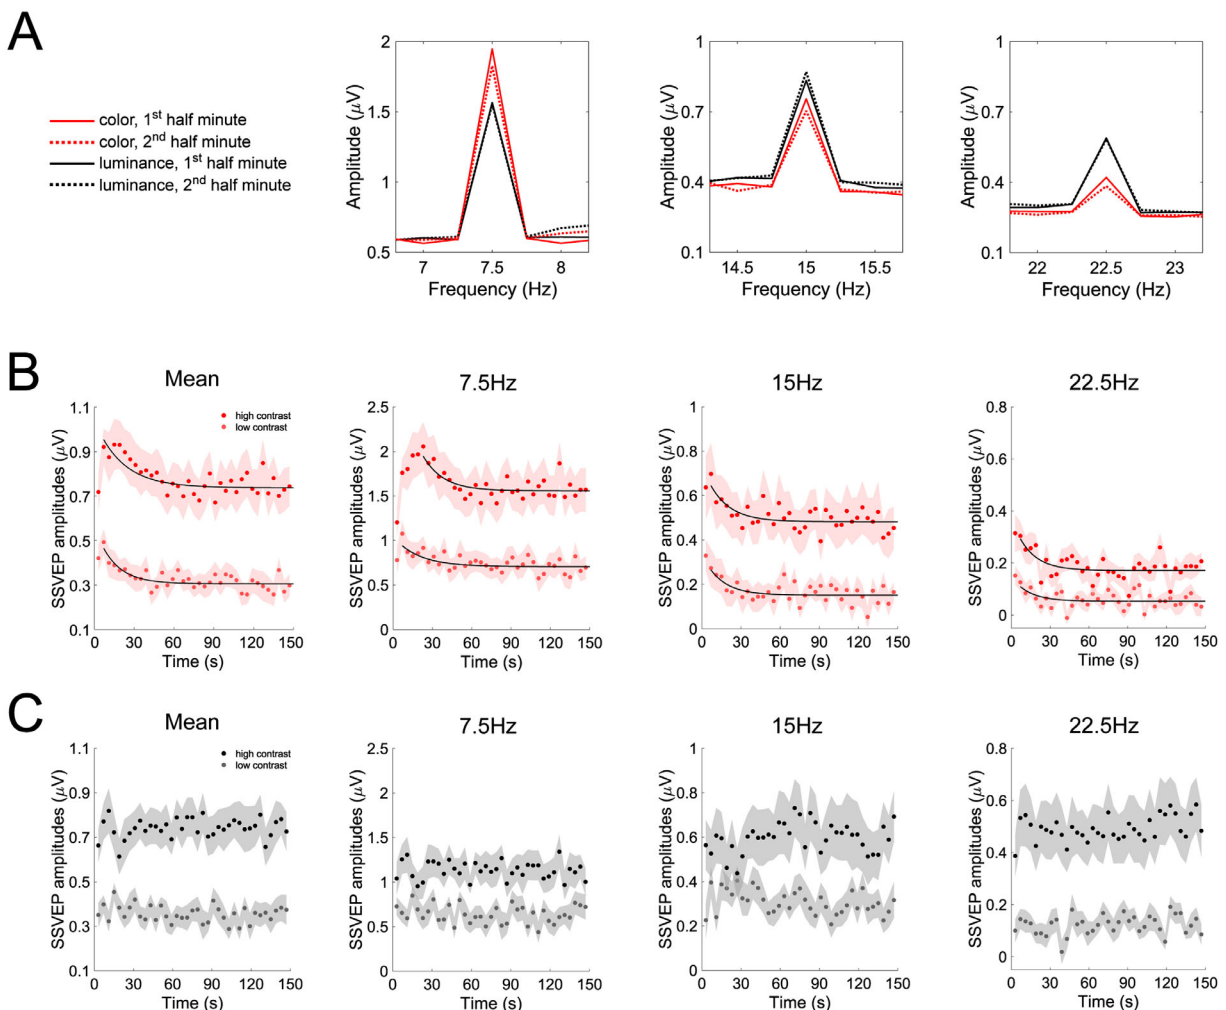 A
color, 1st half minute
color, 2nd half minute
luminance, 1st half minute
luminance, 2nd half minute
Amplitude (μV)
2
1.5
1
0.5
7 7.5 8
Frequency (Hz)
Amplitude (μV)
1
0.7
0.4
0.1
14.5 15 15.5
Frequency (Hz)
Amplitude (μV)
1
0.7
0.4
0.1
22 22.5 23
Frequency (Hz)
B
Mean
SSVEP amplitudes (μV)
1.1
0.9
0.7
0.5
0.3
0.1
high contrast
low contrast
0 30 60 90 120 150
Time (s)
7.5Hz
SSVEP amplitudes (μV)
2.5
2
1.5
1
0.5
0
0 30 60 90 120 150
Time (s)
15Hz
SSVEP amplitudes (μV)
1
0.8
0.6
0.4
0.2
0
0 30 60 90 120 150
Time (s)
22.5Hz
SSVEP amplitudes (μV)
0.8
0.6
0.4
0.2
0
0 30 60 90 120 150
Time (s)
C
Mean
SSVEP amplitudes (μV)
1.1
0.9
0.7
0.5
0.3
0.1
high contrast
low contrast
0 30 60 90 120 150
Time (s)
7.5Hz
SSVEP amplitudes (μV)
2.5
2
1.5
1
0.5
0
0 30 60 90 120 150
Time (s)
15Hz
SSVEP amplitudes (μV)
1
0.8
0.6
0.4
0.2
0
0 30 60 90 120 150
Time (s)
22.5Hz
SSVEP amplitudes (μV)
0.8
0.6
0.4
0.2
0
0 30 60 90 120 150
Time (s)